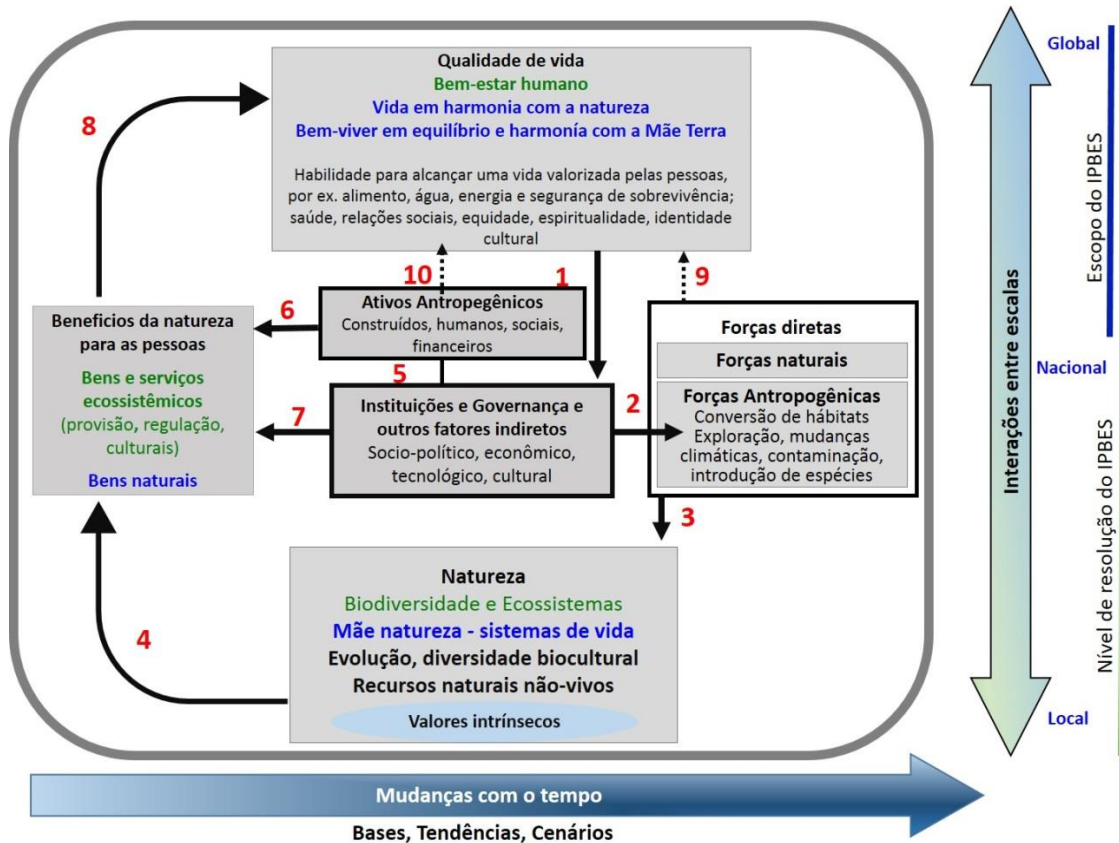 Qualidade de vida
Bem-estar humano
Vida em harmonia com a natureza
Bem-viver em equilíbrio e harmonía com a Mãe Terra
Habilidade para alcançar uma vida valorizada pelas pessoas,
por ex. alimento, água, energia e segurança de sobrevivência;
saúde, relações sociais, equidade, espiritualidade, identidade
cultural
8
10
1
9
Ativos Antropegênicos
Construídos, humanos, sociais,
financeiros
6
5
Beneficios da natureza
para as pessoas
Bens e serviços
ecossistêmicos
(provisão, regulação,
culturais)
Bens naturais
7
Instituições e Governança e
outros fatores indiretos
Socio-político, econômico,
tecnológico, cultural
2
Forças diretas
Forças naturais
Forças Antropogênicas
Conversão de hábitats
Exploração, mudanças
climáticas, contaminação,
introdução de espécies
3
4
Natureza
Biodiversidade e Ecossistemas
Mãe natureza - sistemas de vida
Evolução, diversidade biocultural
Recursos naturais não-vivos
Valores intrínsecos
Global
Nacional
Local
Interações entre escalas
Escopo do IPBES
Nível de resolução do IPBES
Mudanças com o tempo
Bases, Tendências, Cenários